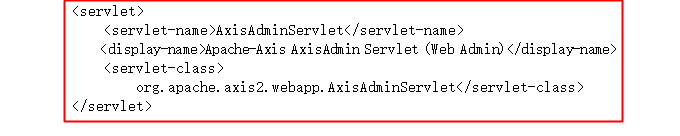 <servlet>
<servlet-name>AxisAdminServlet</servlet-name>
<display-name>Apache-Axis AxisAdmin Servlet (Web Admin)</display-name>
<servlet-class>
org.apache.axis2.webapp.AxisAdminServlet</servlet-class>
</servlet>